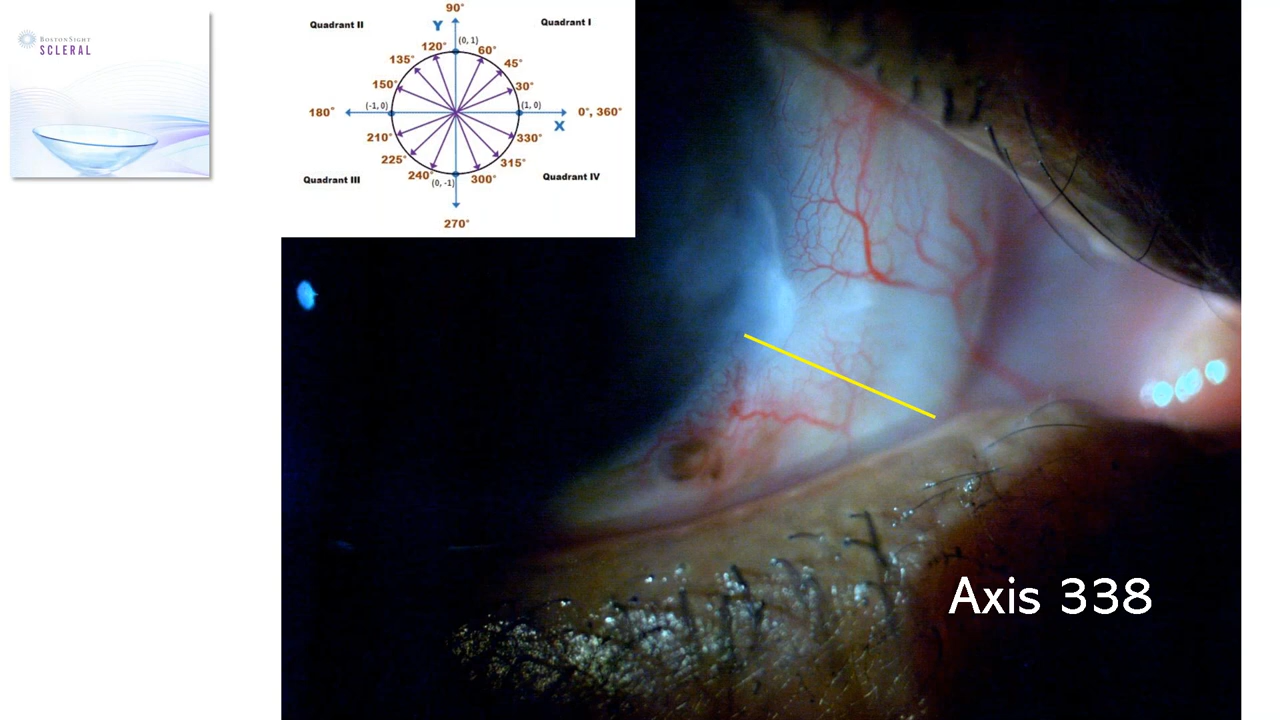 BOSTONSIGHT
SCLERAL
90°
Quadrant II
Y
Quadrant I
(0, 1)
120°
60°
135°
45°
150°
30°
(-1, 0)
(1, 0)
180°
0°, 360°
X
210°
330°
225°
315°
Quadrant III
240°
(0, -1)
300°
Quadrant IV
270°
Axis 338